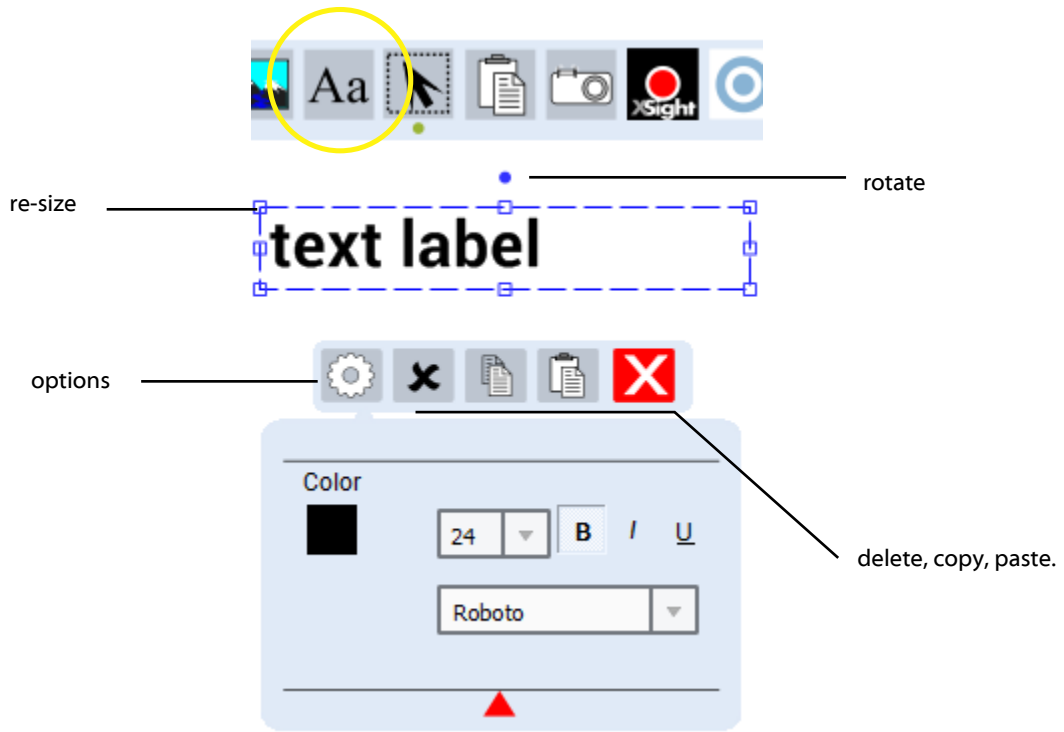 Aa
XSight
rotate
re-size
text label
options
Color
24 B I U
delete, copy, paste.
Roboto